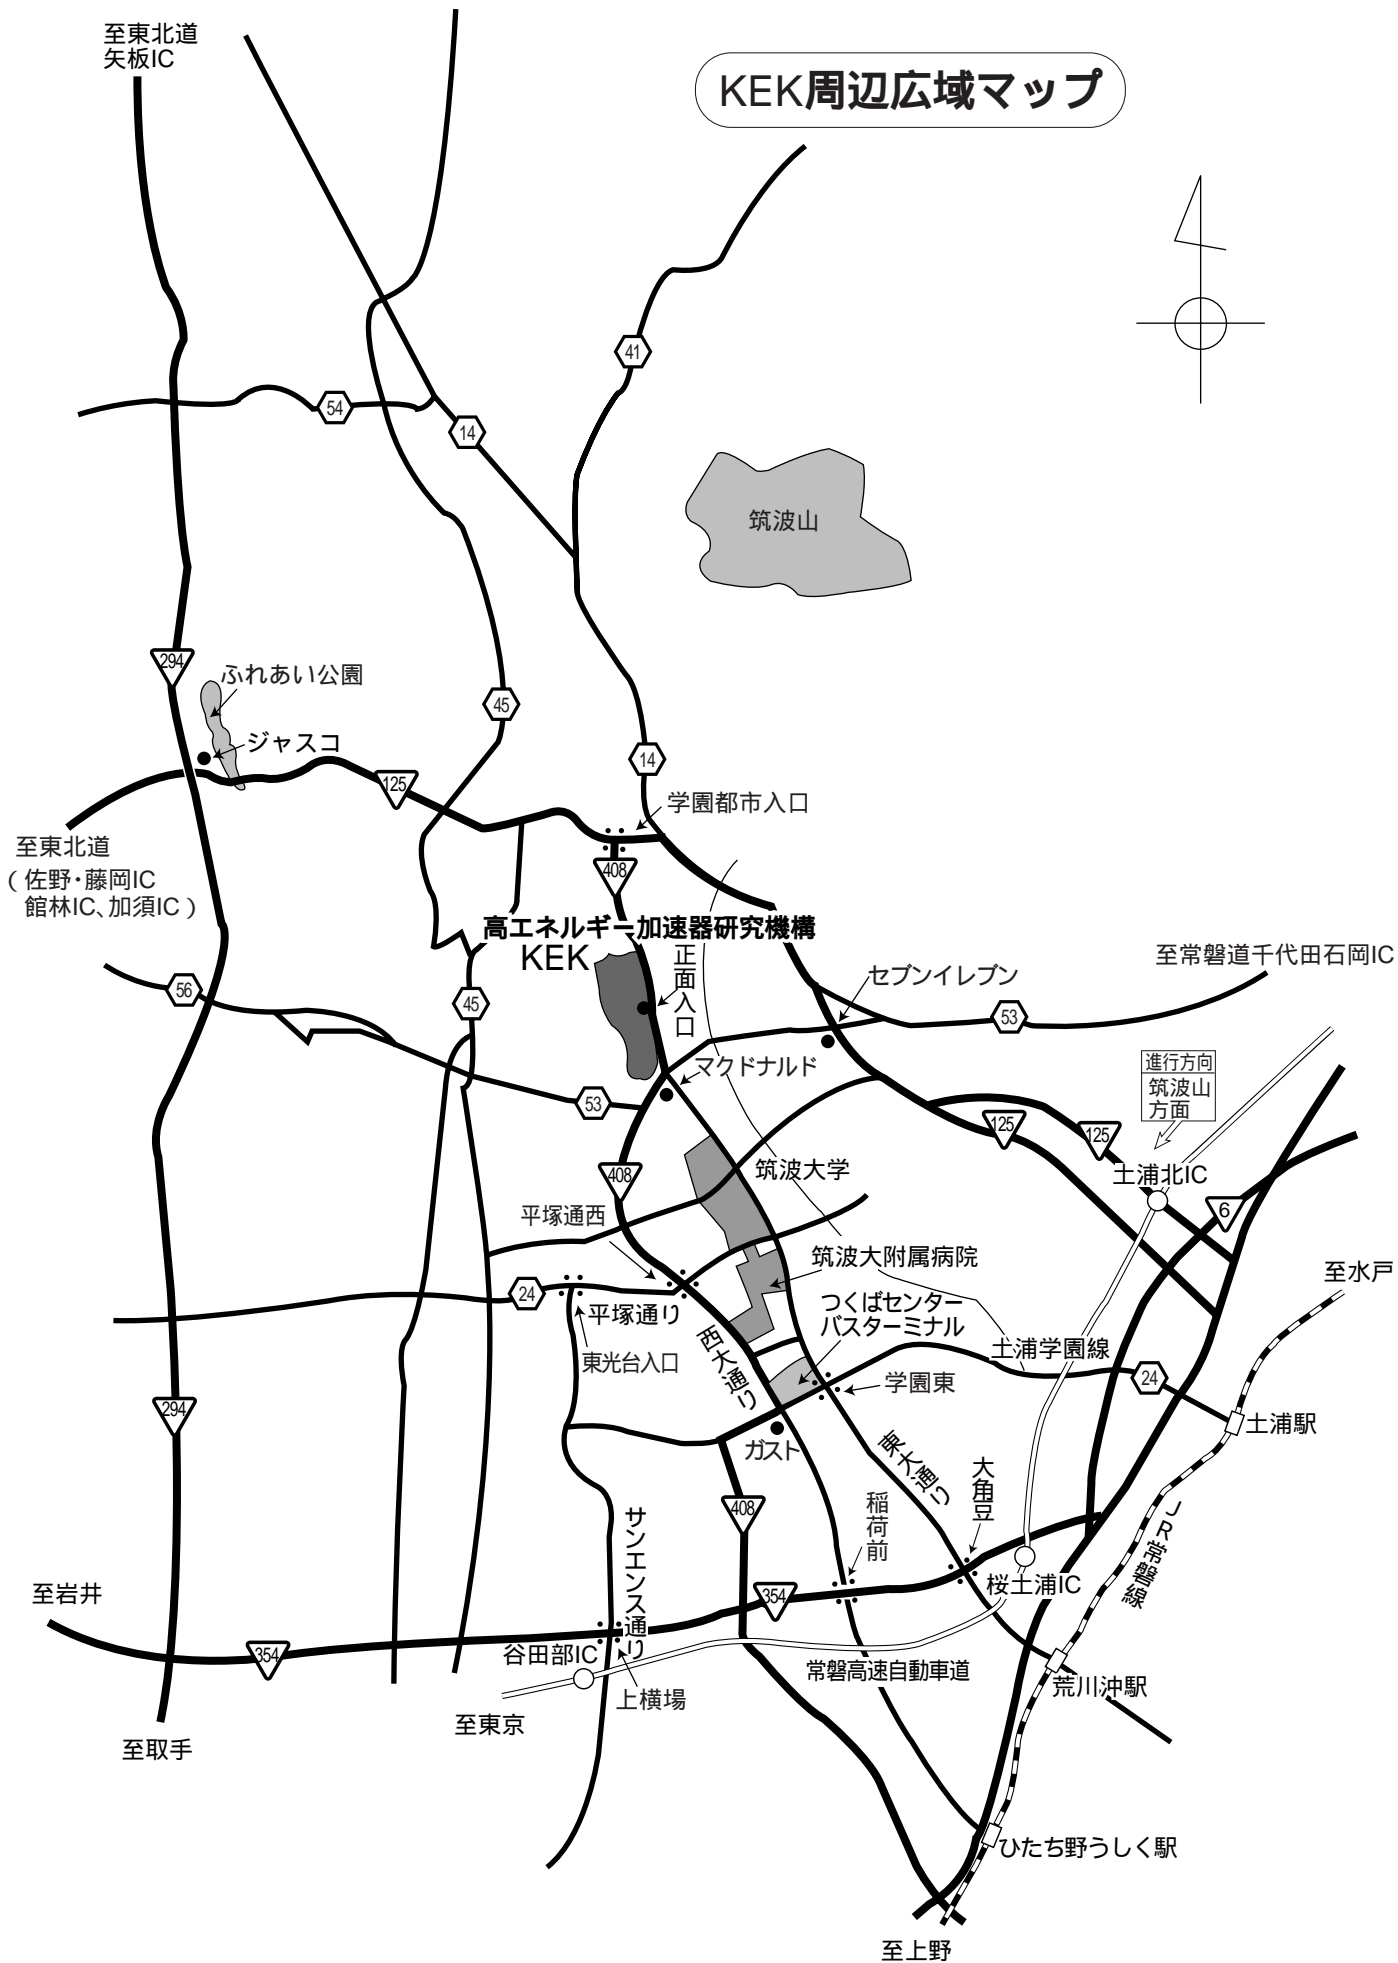 至東北道
矢板IC
KEK周辺広域マップ
41
54
14
筑波山
294
ふれあい公園
45
ジャスコ
14
125
学園都市入口
至東北道
（佐野・藤岡IC
館林IC、加須IC）
408
高エネルギー加速器研究機構
KEK
正面入口
至常磐道千代田石岡IC
セブンイレブン
56
45
53
進行方向
筑波山
方面
マクドナルド
53
125
125
筑波大学
土浦北IC
408
平塚通西
6
筑波大附属病院
至水戸
24
平塚通り
つくばセンター
バスターミナル
西大通り
土浦学園線
東光台入口
24
学園東
294
土浦駅
ガスト
東大通り
大角豆
408
稲荷前
サンエンス通り
JR常磐線
至岩井
354
桜土浦IC
354
谷田部IC
常磐高速自動車道
荒川沖駅
上横場
至東京
至取手
ひたち野うしく駅
至上野